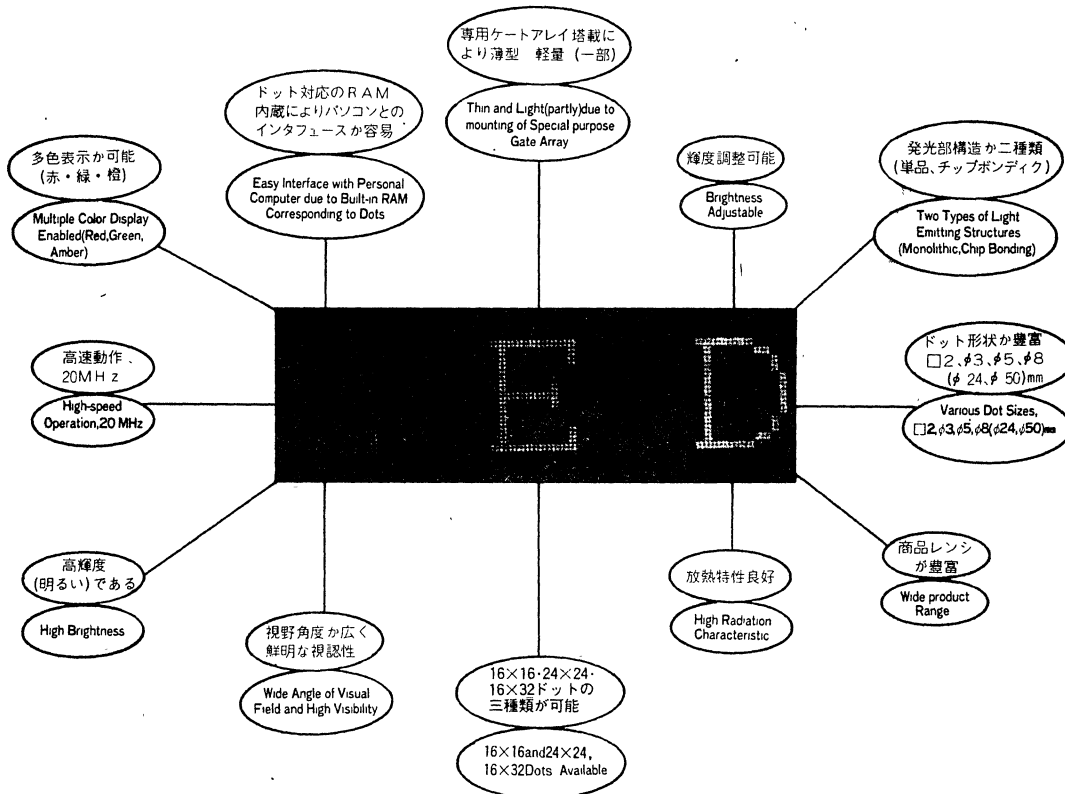 専用ケートアレイ塔載に
より薄型 軽量 (一部)
Thin and Light(partly)due to
mounting of Special purpose
Gate Array
ドット対応のRAM
内蔵によりパソコンとの
インタフェースか容易
Easy Interface with Personal
Computer due to Built-in RAM
Corresponding to Dots
多色表示か可能
(赤・緑・橙)
Multiple Color Display
Enabled(Red,Green,
Amber)
輝度調整可能
Brightness
Adjustable
発光部構造か二種類
(単品、チップボンディク)
Two Types of Light
Emitting Structures
(Monolithic,Chip Bonding)
高速動作
20MHz
High-speed
Operation,20 MHz
E D
ドット形状か豊富
□2、φ3、φ5、φ8
(φ 24、φ 50)mm
Various Dot Sizes,
□2,φ3,φ5,φ8(φ24,φ50)mm
高輝度
(明るい)である
High Brightness
視野角度か広く
鮮明な視認性
Wide Angle of Visual
Field and High Visibility
16×16・24×24・
16×32ドットの
三種類が可能
16×16and24×24,
16×32Dots Available
放熱特性良好
High Radiation
Characteristic
商品レンシ
が豊富
Wide product
Range